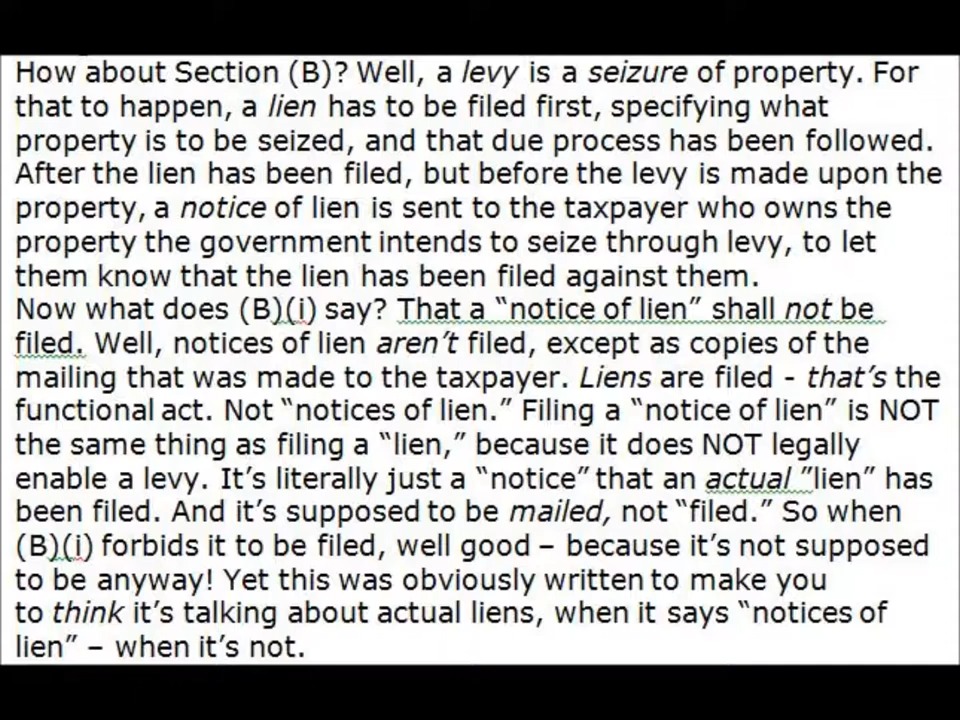 How about Section (B)? Well, a levy is a seizure of property. For
that to happen, a lien has to be filed first, specifying what
property is to be seized, and that due process has been followed.
After the lien has been filed, but before the levy is made upon the
property, a notice of lien is sent to the taxpayer who owns the
property the government intends to seize through levy, to let
them know that the lien has been filed against them.
Now what does (B)(i) say? That a “notice of lien” shall not be
filed. Well, notices of lien aren’t filed, except as copies of the
mailing that was made to the taxpayer. Liens are filed - that’s the
functional act. Not “notices of lien.” Filing a “notice of lien” is NOT
the same thing as filing a “lien,” because it does NOT legally
enable a levy. It’s literally just a “notice” that an actual ”lien” has
been filed. And it’s supposed to be mailed, not “filed.” So when
(B)(i) forbids it to be filed, well good – because it’s not supposed
to be anyway! Yet this was obviously written to make you
to think it’s talking about actual liens, when it says “notices of
lien” – when it’s not.